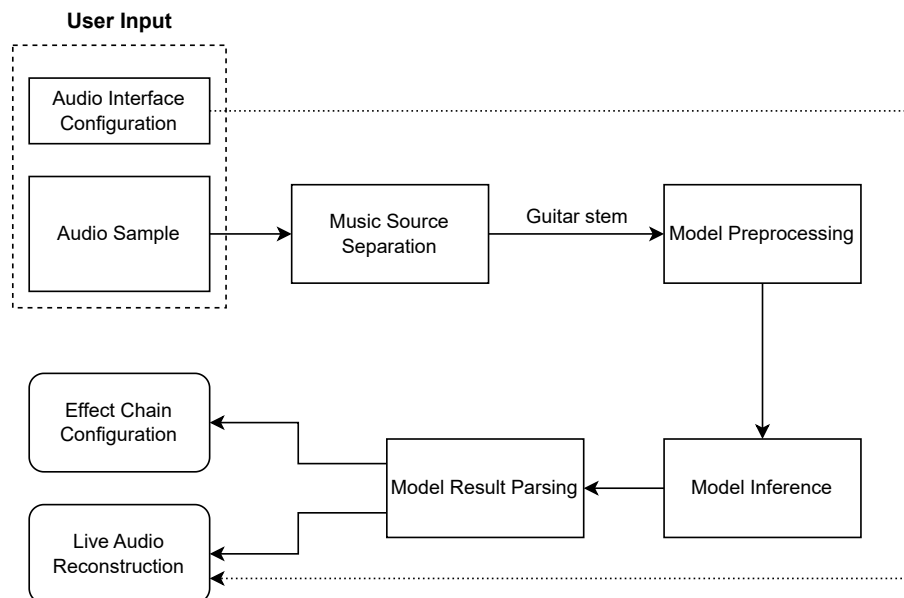 User Input
Audio Interface
Configuration
Audio Sample
Music Source
Separation
Guitar stem
Model Preprocessing
Effect Chain
Configuration
Model Result Parsing
Model Inference
Live Audio
Reconstruction